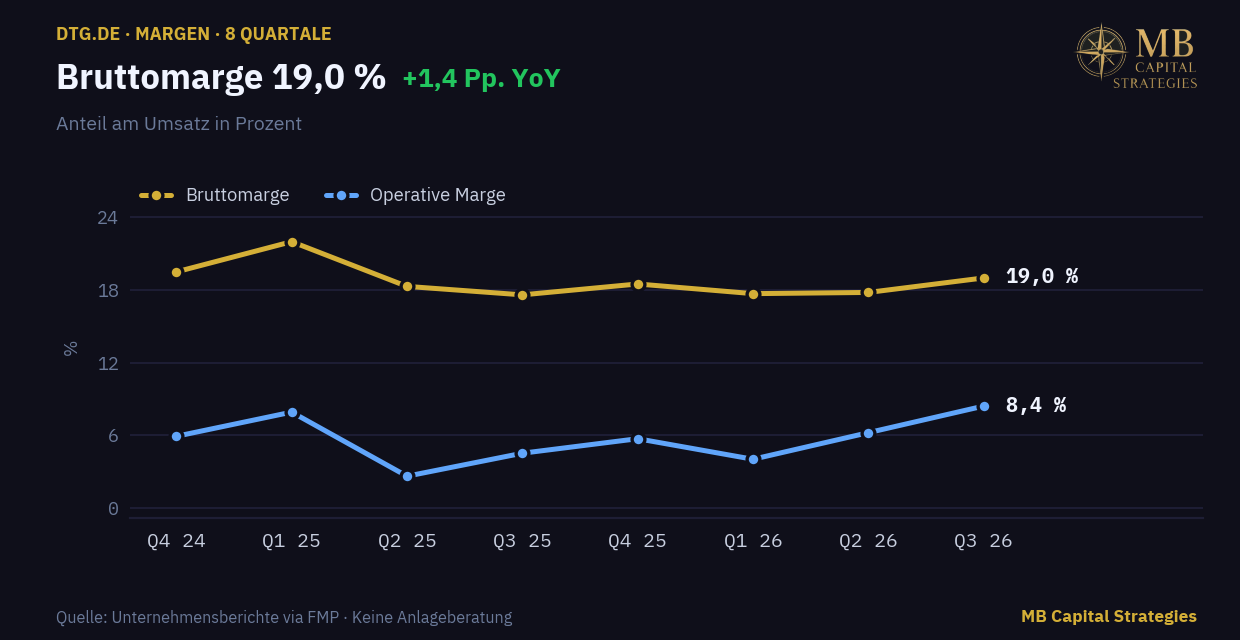 DTG.DE · MARGEN · 8 QUARTALE
Bruttomarge 19,0 % +1,4 Pp. YoY
Anteil am Umsatz in Prozent
MB
CAPITAL
STRATEGIES
Bruttomarge Operative Marge
24
18
12
6
0
%
19,0 %
8,4 %
Q4 24 Q1 25 Q2 25 Q3 25 Q4 25 Q1 26 Q2 26 Q3 26
Quelle: Unternehmensberichte via FMP · Keine Anlageberatung
MB Capital Strategies